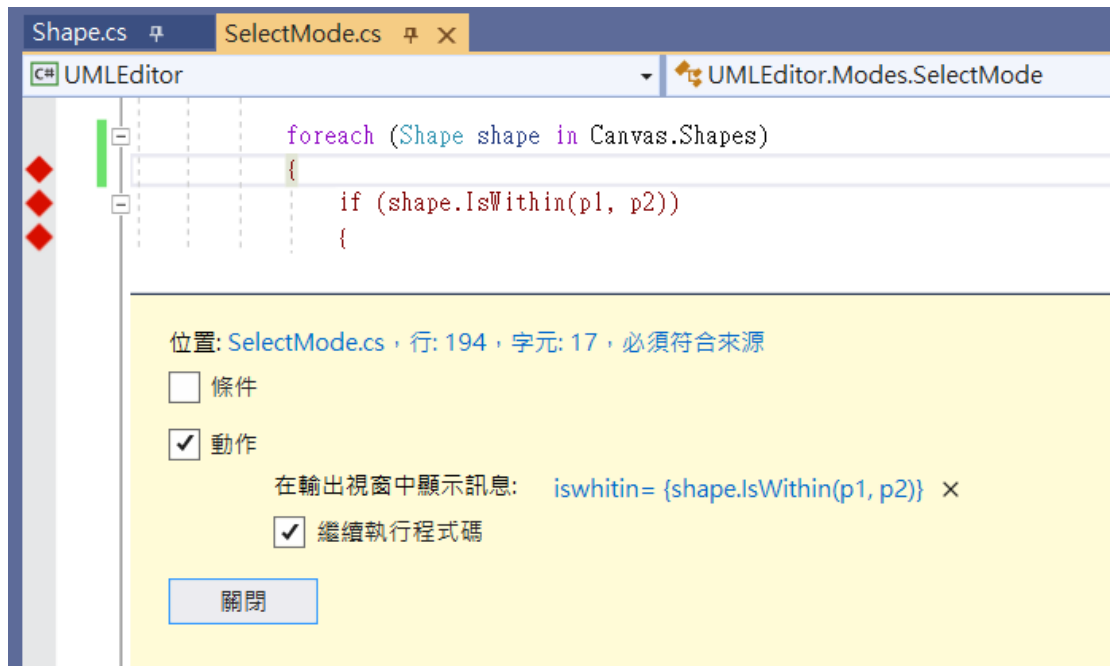 Shape.cs SelectMode.cs
C# UMLEditor UMLEditor.Modes.SelectMode
foreach (Shape shape in Canvas.Shapes)
{
if (shape.IsWithin(p1, p2))
{
位置: SelectMode.cs，行: 194，字元: 17，必須符合來源
條件
動作
在輸出視窗中顯示訊息: iswhitin= {shape.IsWithin(p1, p2)}
繼續執行程式碼
關閉